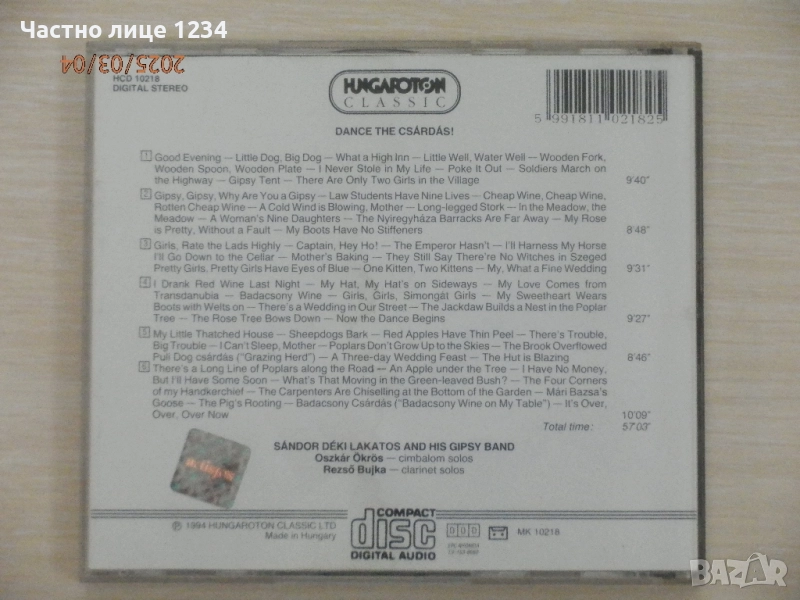 Частно лице 1234
2025/03/04
HCD 10218
DIGITAL STEREO
HUNGAROTON
CLASSIC
5 991811 021825
DANCE THE CSÁRDÁS!
1 Good Evening — Little Dog, Big Dog — What a High Inn — Little Well, Water Well — Wooden Fork,
Wooden Spoon, Wooden Plate — I Never Stole in My Life — Poke It Out — Soldiers March on
the Highway — Gipsy Tent — There are Only Two Girls in the Village 9'40"
2 Gipsy, Gipsy, Why Are You a Gipsy — Law Students Have Nine Lives — Cheap Wine, Cheap Wine,
Rotten Cheap Wine — A Cold Wind is Blowing, Mother — Long-legged Stork — In the Meadow, the
Meadow — A Woman's Nine Daughters — The Nyiregyháza Barracks Are Far Away — My Rose
is Pretty, Without a Fault — My Boots Have No Stiffeners 8'48"
3 Girls, Rate the Lads Highly — Captain, Hey Ho! — The Emperor Hasn't — I'll Harness My Horse
I'll Go Down to the Cellar — Mother's Baking — They Still Say There're No Witches in Szeged
Pretty Girls, Pretty Girls Have Eyes of Blue — One Kitten, Two Kittens — My, What a Fine Wedding 9'31"
4 I Drank Red Wine Last Night — My Hat, My Hat's on Sideways — My Love Comes from
Transdanubia — Badacsony Wine — Girls, Girls, Simongát Girls — My Sweetheart Wears
Boots with Welts on — There's a Wedding in Our Street — The Jackdaw Builds a Nest in the Poplar
Tree — The Rose Tree Bows Down — Now the Dance Begins 9'27"
5 My Little Thatched House — Sheepdogs Bark — Red Apples Have Thin Peel — There's Trouble,
Big Trouble — I Can't Sleep, Mother — Poplars Don't Grow Up to the Skies — The Brook Overflowed
Puli Dog csárdás ("Grazing Herd") — A Three-day Wedding Feast — The Hut is Blazing 8'46"
6 There's a Long Line of Poplars along the Road — An Apple under the Tree — I Have No Money,
But I'll Have Some Soon — What's That Moving in the Green-leaved Bush? — The Four Corners
of my Handkerchief — The Carpenters Are Chiselling at the Bottom of the Garden — Mári Bazsa's
Goose — The Pig's Rooting — Badacsony Csárdás ("Badacsony Wine on My Table") — It's Over,
Over, Over Now 10'09"
Total time: 57'03"
SÁNDOR DÉKI LAKATOS AND HIS GIPSY BAND
Oszkár Ökrös — cimbalom solos
Rezső Bujka — clarinet solos
℗ 1994 HUNGAROTON CLASSIC LTD
Made in Hungary
COMPACT
disc
DIGITAL AUDIO
D D D
MK 10218
BAZAR